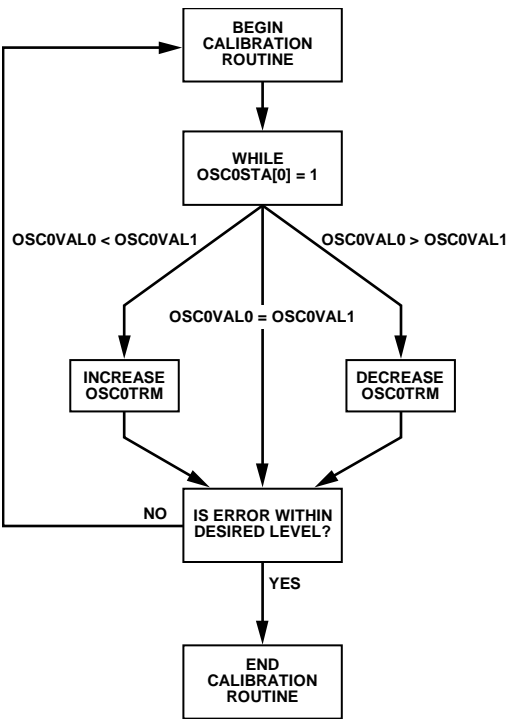 BEGIN
CALIBRATION
ROUTINE
WHILE
OSC0STA[0] = 1
OSC0VAL0 < OSC0VAL1
OSC0VAL0 > OSC0VAL1
OSC0VAL0 = OSC0VAL1
INCREASE
OSC0TRM
DECREASE
OSC0TRM
NO
IS ERROR WITHIN
DESIRED LEVEL?
YES
END
CALIBRATION
ROUTINE